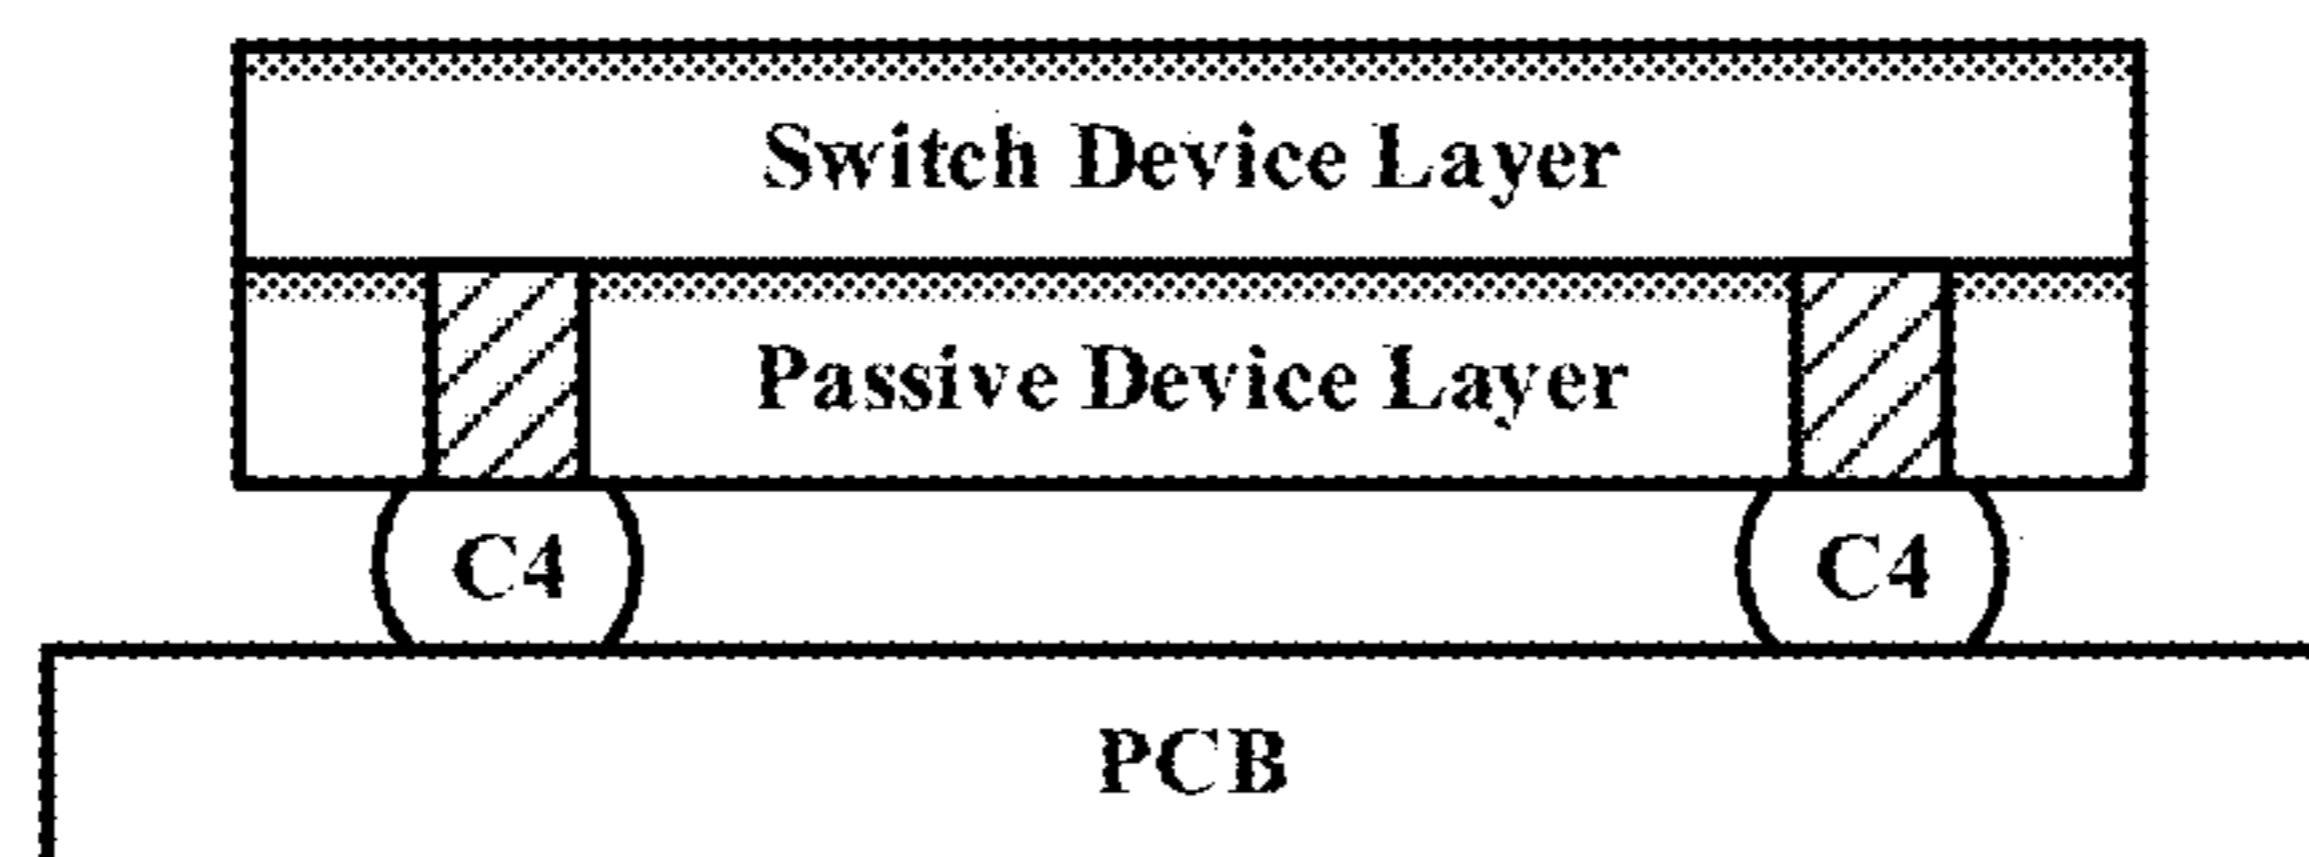 Switch Device Layer
Passive Device Layer
C4 C4
PCB